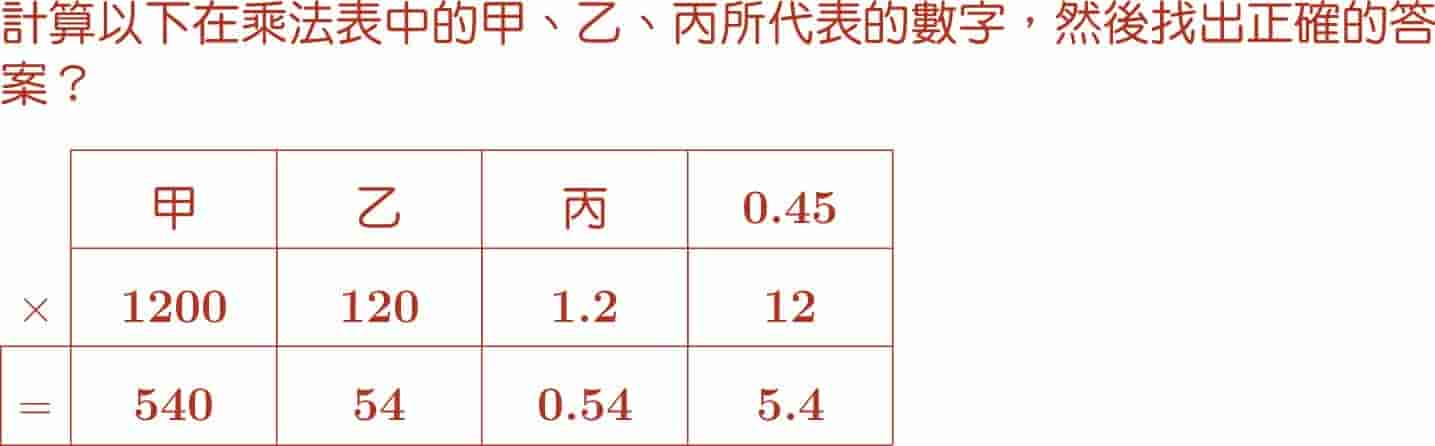 計算以下在乘法表中的甲、乙、丙所代表的數字，然後找出正確的答
案？
甲 乙 丙 0.45
× 1200 120 1.2 12
= 540 54 0.54 5.4